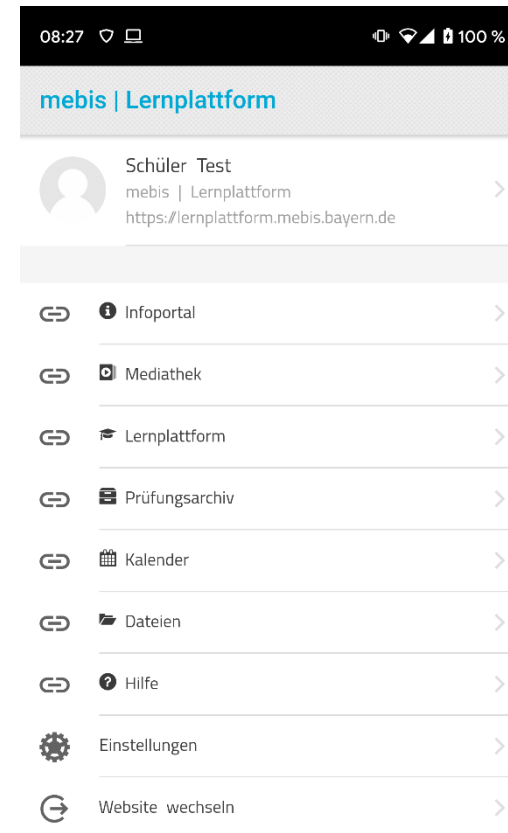 08:27 100 %
mebis | Lernplattform
Schüler Test
mebis | Lernplattform
https://lernplattform.mebis.bayern.de
Infoportal
Mediathek
Lernplattform
Prüfungsarchiv
Kalender
Dateien
Hilfe
Einstellungen
Website wechseln